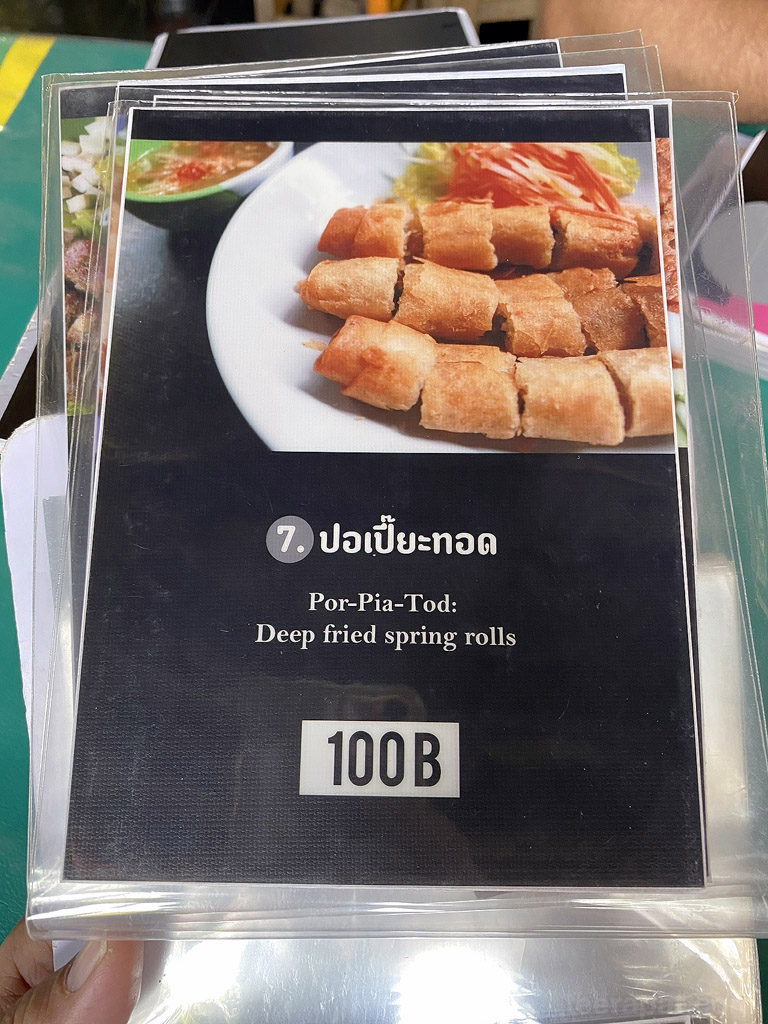 7. ปอเปี๊ยะทอด
Por-Pia-Tod:
Deep fried spring rolls
100B